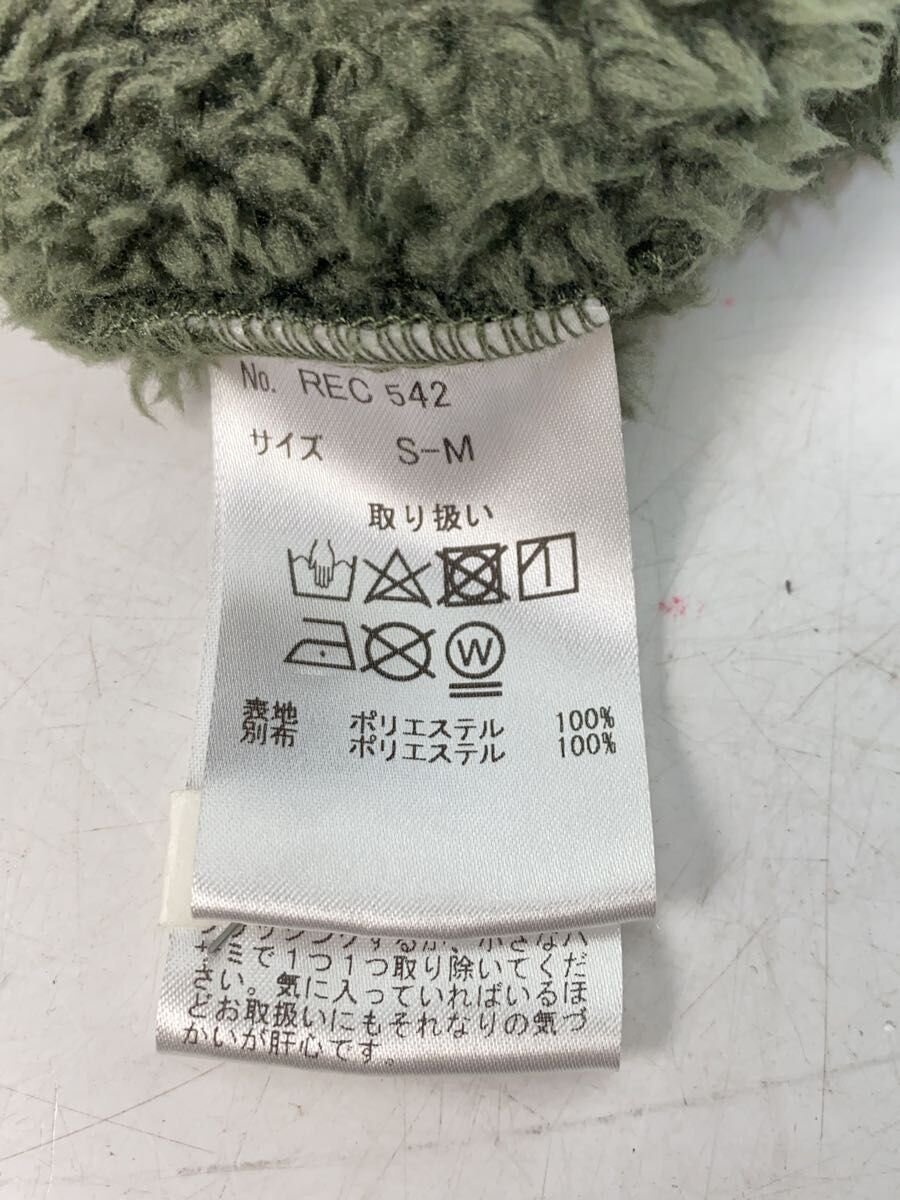 No. REC 542
サイズ S-M
取り扱い
W
表地 ポリエステル 100%
別布 ポリエステル 100%
小さなハ
サミで1つ1つ取り除いてくだ
さい。気に入っていればいるほ
どお取扱いにもそれなりの気づ
かいが肝心です。